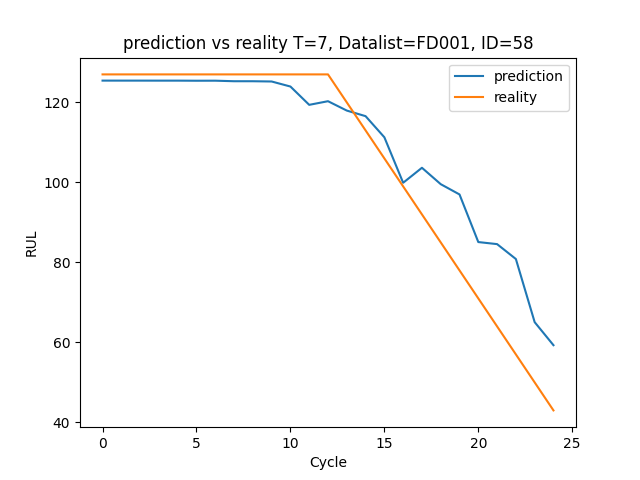 prediction vs reality T=7, Datalist=FD001, ID=58
prediction
reality
RUL
120
100
80
60
40
0 5 10 15 20 25
Cycle